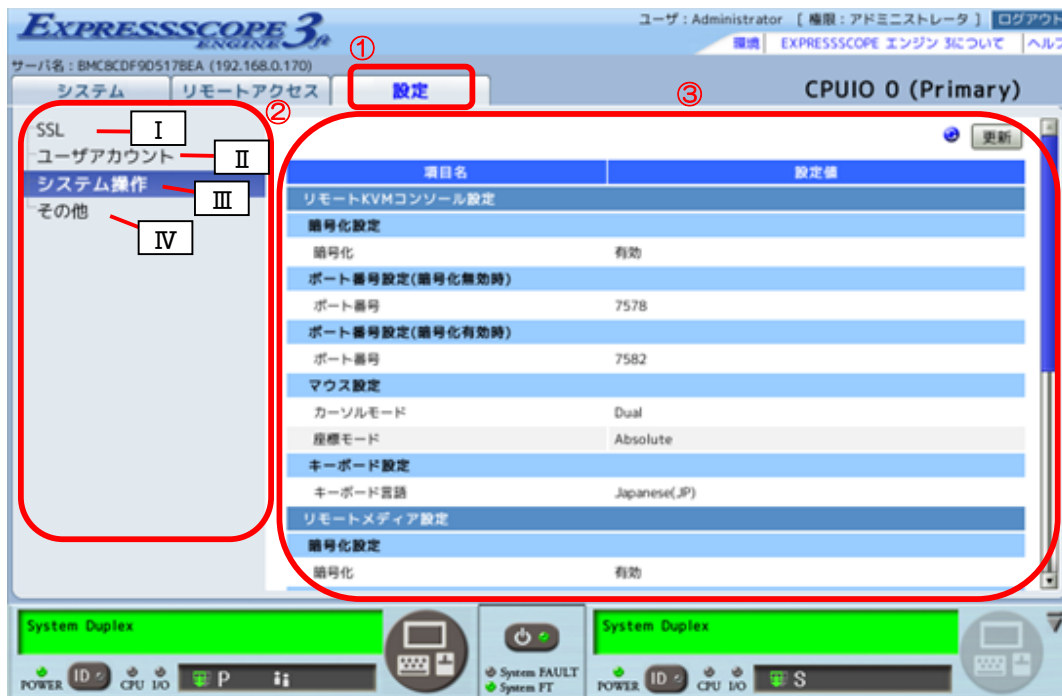 EXPRESSSCOPE
ENGINE 3 ft
ユーザ : Administrator [ 権限 : アドミニストレータ ] ログアウト
環境 EXPRESSSCOPE エンジン 3について ヘルプ
サーバ名 : BMC8CDF9D517BEA (192.168.0.170)
①
システム リモートアクセス 設定
CPUIO 0 (Primary)
②
③
SSL
Ⅰ
ユーザアカウント
Ⅱ
システム操作
Ⅲ
その他
Ⅳ
更新
項目名 設定値
リモートKVMコンソール設定
暗号化設定
暗号化 有効
ポート番号設定(暗号化無効時)
ポート番号 7578
ポート番号設定(暗号化有効時)
ポート番号 7582
マウス設定
カーソルモード Dual
座標モード Absolute
キーボード設定
キーボード言語 Japanese(JP)
リモートメディア設定
暗号化設定
暗号化 有効
System Duplex
System Duplex
POWER ID CPU I/O P
System FAULT
System FT
POWER ID CPU I/O S